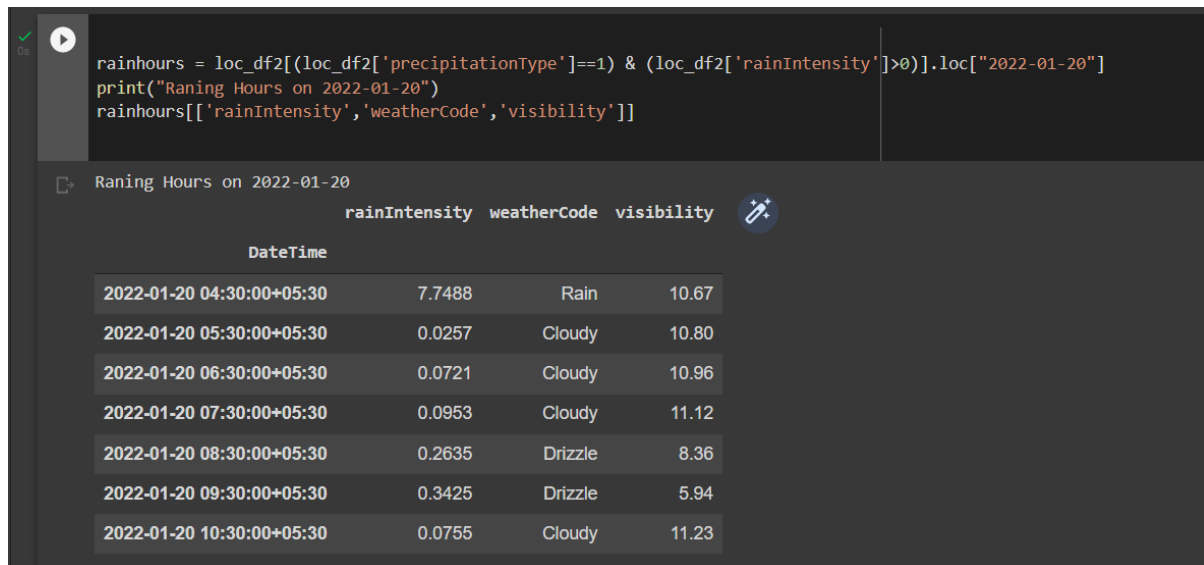 0s
rainhours = loc_df2[(loc_df2['precipitationType']==1) & (loc_df2['rainIntensity']>0)].loc["2022-01-20"]
print("Raning Hours on 2022-01-20")
rainhours[['rainIntensity','weatherCode','visibility']]
Raning Hours on 2022-01-20
rainIntensity weatherCode visibility
DateTime
2022-01-20 04:30:00+05:30 7.7488 Rain 10.67
2022-01-20 05:30:00+05:30 0.0257 Cloudy 10.80
2022-01-20 06:30:00+05:30 0.0721 Cloudy 10.96
2022-01-20 07:30:00+05:30 0.0953 Cloudy 11.12
2022-01-20 08:30:00+05:30 0.2635 Drizzle 8.36
2022-01-20 09:30:00+05:30 0.3425 Drizzle 5.94
2022-01-20 10:30:00+05:30 0.0755 Cloudy 11.23